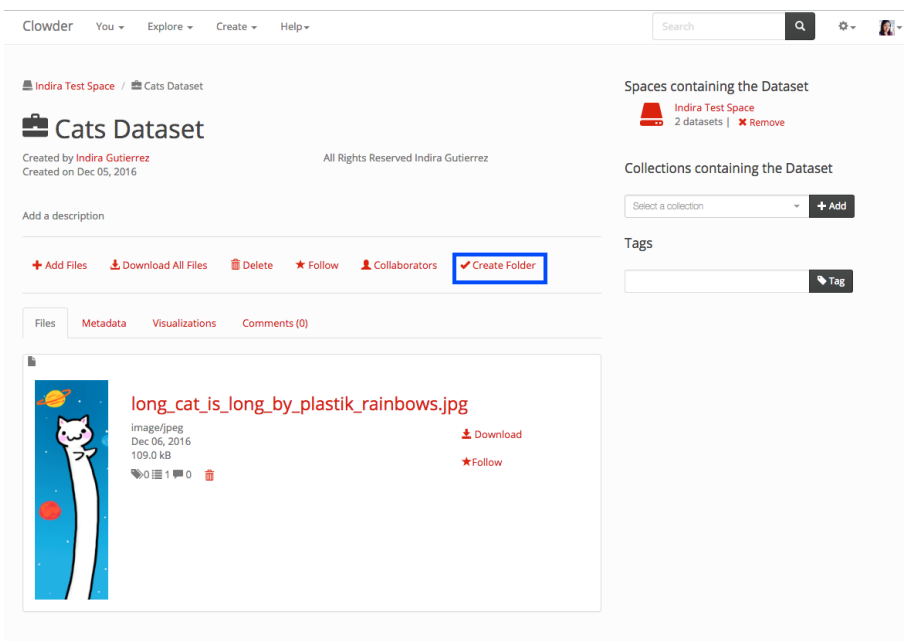 Clowder You Explore Create Help Search
Indira Test Space / Cats Dataset
Cats Dataset
Created by Indira Gutierrez
Created on Dec 05, 2016
All Rights Reserved Indira Gutierrez
Add a description
Add Files Download All Files Delete Follow Collaborators Create Folder
Files Metadata Visualizations Comments (0)
long_cat_is_long_by_plastik_rainbows.jpg
image/jpeg
Dec 06, 2016
109.0 kB
0 1 0
Download
Follow
Spaces containing the Dataset
Indira Test Space
2 datasets | Remove
Collections containing the Dataset
Select a collection Add
Tags
Tag